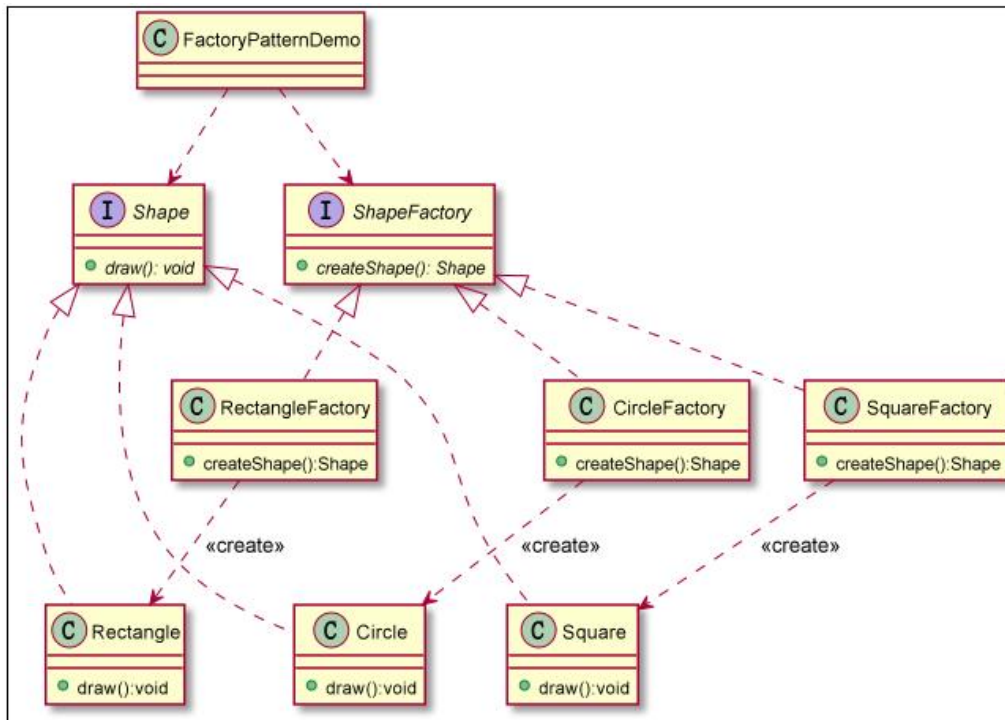 C FactoryPatternDemo
I Shape
draw(): void
I ShapeFactory
createShape(): Shape
C RectangleFactory
createShape():Shape
C CircleFactory
createShape():Shape
C SquareFactory
createShape():Shape
«create»
«create»
«create»
C Rectangle
draw():void
C Circle
draw():void
C Square
draw():void